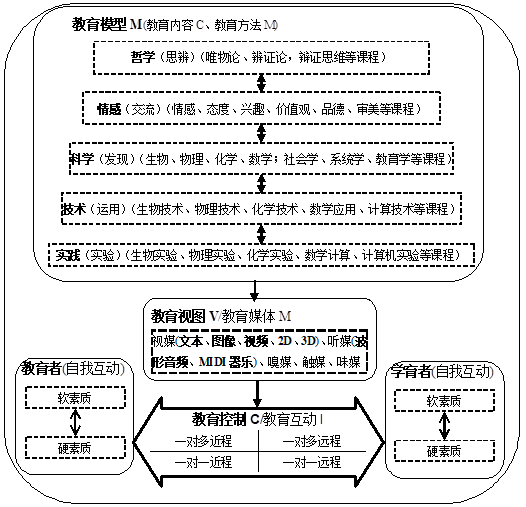 教育模型 M(教育内容 C、教育方法 M)
哲学（思辨）（唯物论、辩证论；辩证思维等课程）
情感（交流）（情感、态度、兴趣、价值观、品德、审美等课程）
科学（发现）（生物、物理、化学、数学；社会学、系统学、教育学等课程）
技术（运用）（生物技术、物理技术、化学技术、数学应用、计算技术等课程）
实践（实验）（生物实验、物理实验、化学实验、数学计算、计算机实验等课程）
教育视图 V/教育媒体 M
视媒(文本、图像、视频、2D、3D)、听媒(波
形音频、MIDI 器乐)、嗅媒、触媒、味媒
教育者(自我互动)
软素质
硬素质
教育控制 C/教育互动 I
一对多近程
一对多远程
一对一近程
一对一远程
学育者(自我互动)
软素质
硬素质